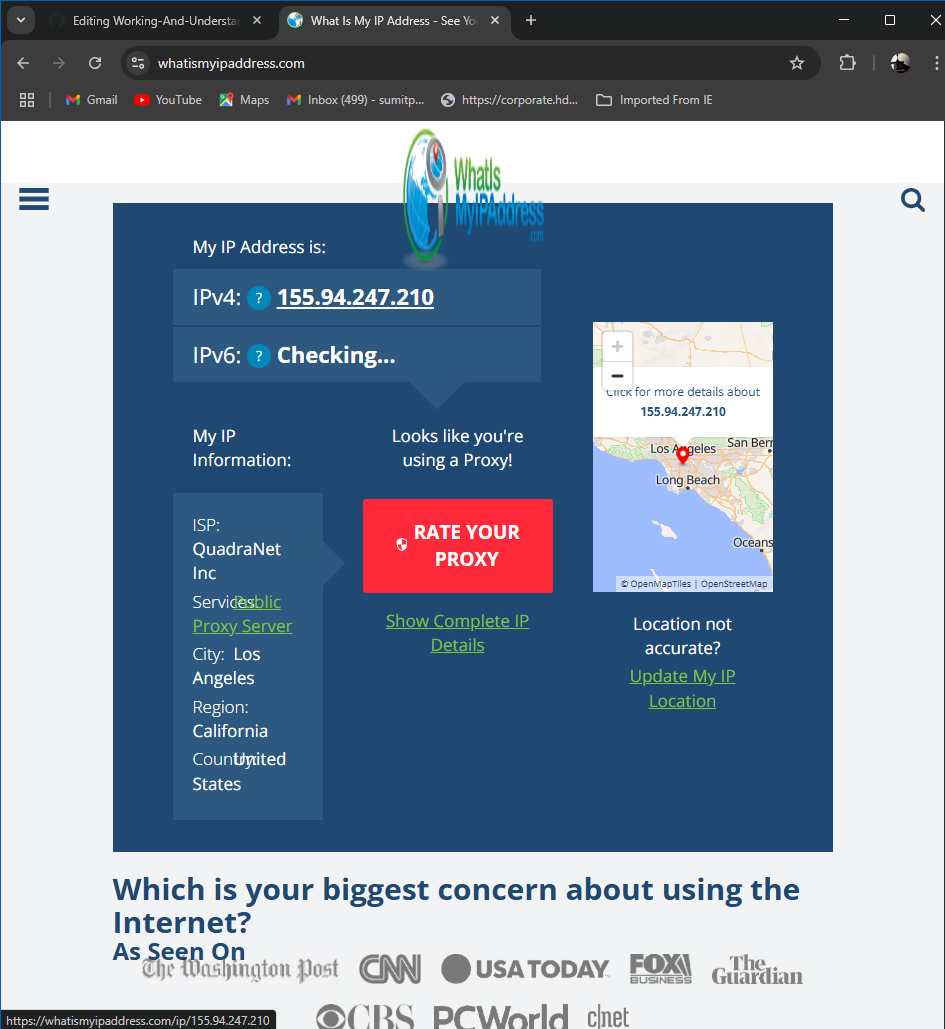 Editing Working-And-Understa
What Is My IP Address - See Yo
whatismyipaddress.com
Gmail
YouTube
Maps
Inbox (499) - sumitp...
https://corporate.hd...
Imported From IE
WhatIs
MyIPAddress
.com
My IP Address is:
IPv4: ? 155.94.247.210
IPv6: ? Checking...
My IP
Information:
ISP:
QuadraNet
Inc
Services: Public
Proxy Server
City: Los
Angeles
Region:
California
Country: United
States
Looks like you're
using a Proxy!
RATE YOUR
PROXY
Show Complete IP
Details
+
−
Click for more details about
155.94.247.210
Los Angeles
San Bern
Long Beach
Oceans
© OpenMapTiles | OpenStreetMap
Location not
accurate?
Update My IP
Location
Which is your biggest concern about using the
Internet?
As Seen On
The Washington Post
CNN
USA TODAY
FOX
BUSINESS
The
Guardian
CBS
PCWorld
c|net
https://whatismyipaddress.com/ip/155.94.247.210